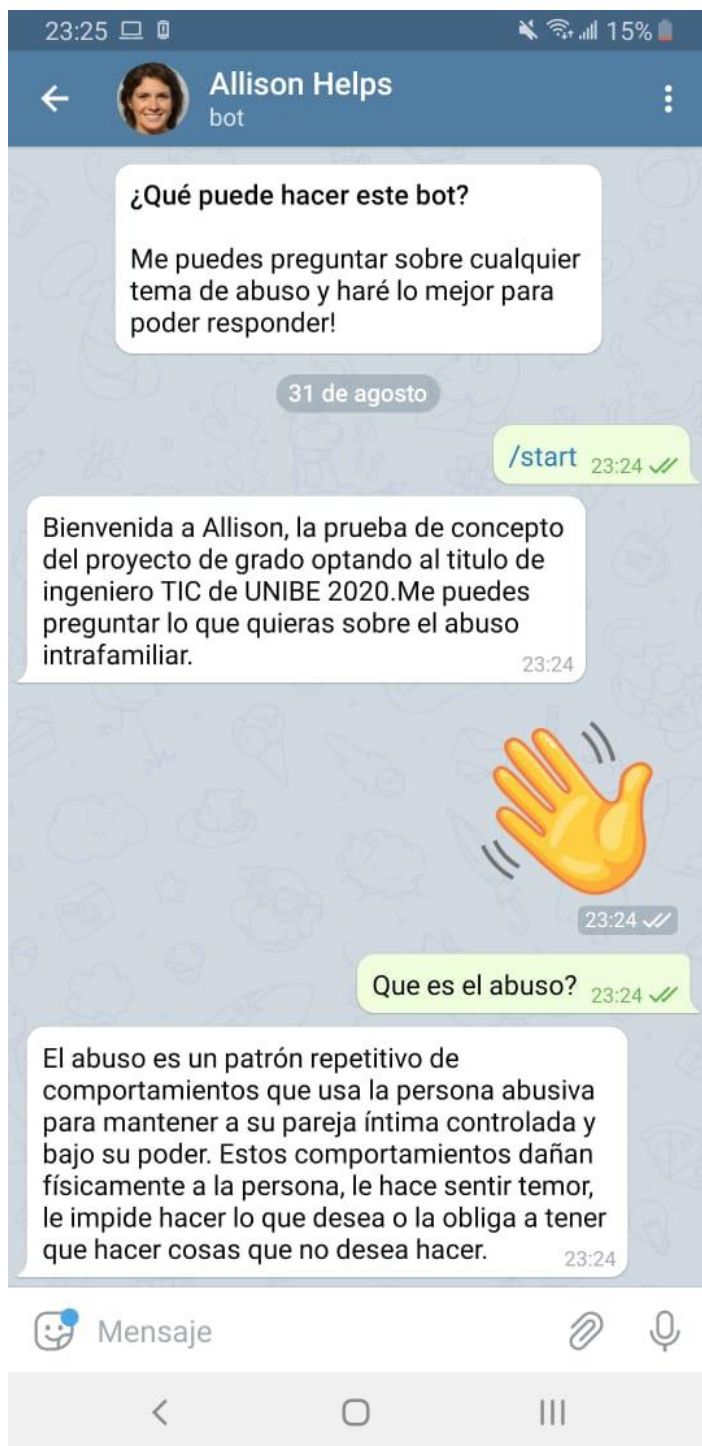 23:25
15%
Allison Helps
bot
¿Qué puede hacer este bot?
Me puedes preguntar sobre cualquier
tema de abuso y haré lo mejor para
poder responder!
31 de agosto
/start 23:24
Bienvenida a Allison, la prueba de concepto
del proyecto de grado optando al titulo de
ingeniero TIC de UNIBE 2020.Me puedes
preguntar lo que quieras sobre el abuso
intrafamiliar. 23:24
23:24
Que es el abuso? 23:24
El abuso es un patrón repetitivo de
comportamientos que usa la persona abusiva
para mantener a su pareja íntima controlada y
bajo su poder. Estos comportamientos dañan
físicamente a la persona, le hace sentir temor,
le impide hacer lo que desea o la obliga a tener
que hacer cosas que no desea hacer. 23:24
Mensaje